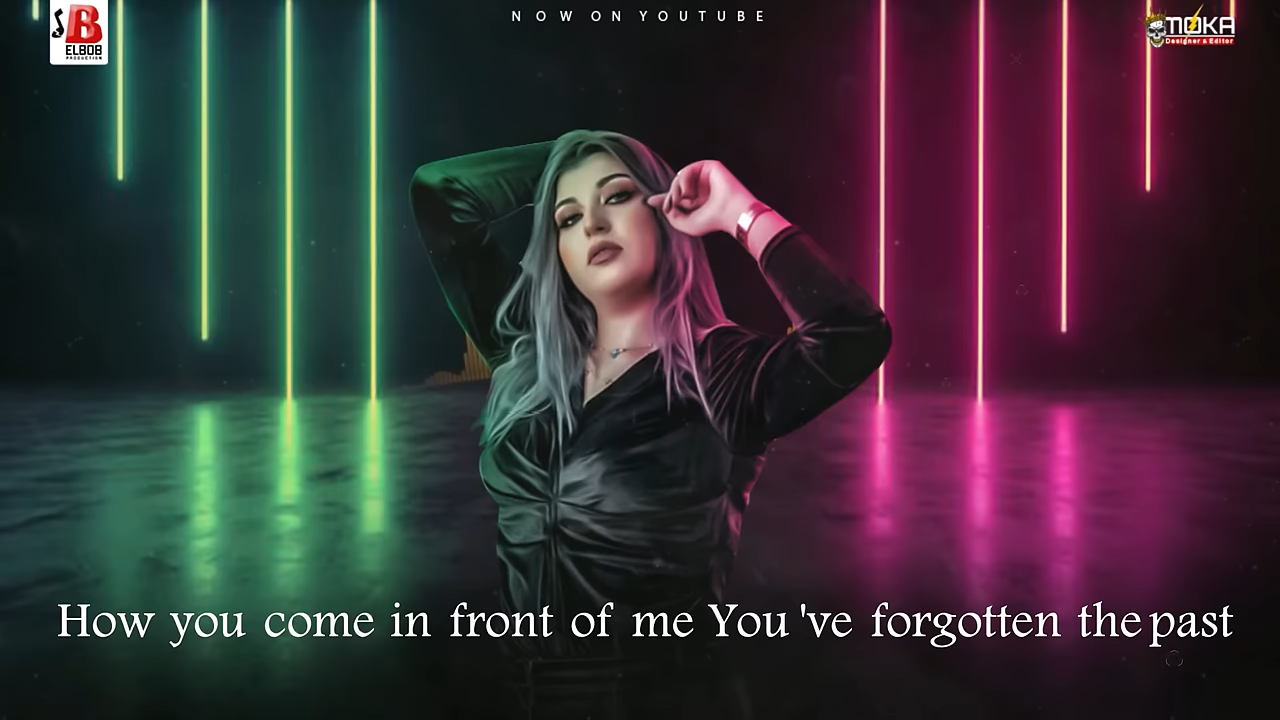 NOW ON YOUTUBE
B
ELBOB
PRODUCTION
MOKA
Designer & Editor
How you come in front of me You 've forgotten the past